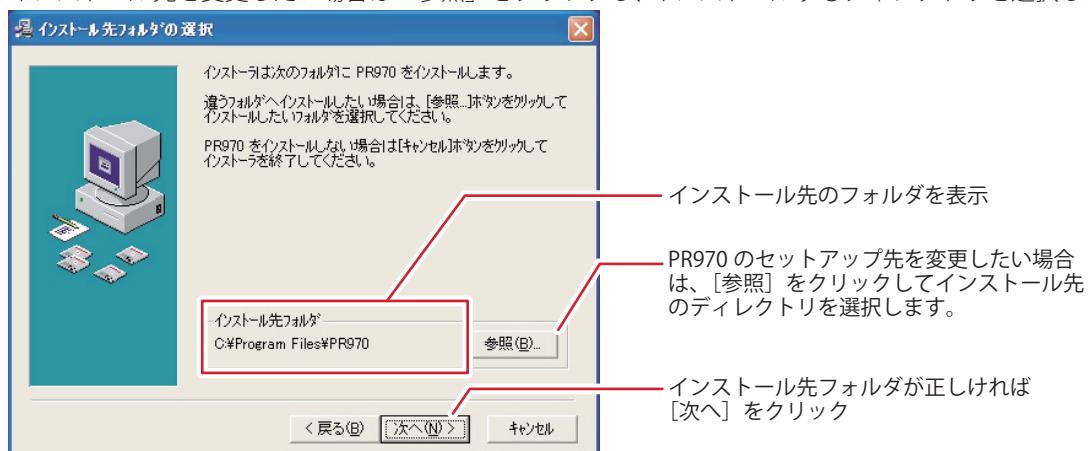 インストール先フォルダの選択
インストーラは次のフォルダに PR970 をインストールします。
違うフォルダへインストールしたい場合は、[参照...]ボタンをクリックして
インストールしたいフォルダを選択してください。
PR970 をインストールしない場合は[キャンセル]ボタンをクリックして
インストーラを終了してください。
インストール先のフォルダを表示
PR970 のセットアップ先を変更したい場合
は、［参照］をクリックしてインストール先
のディレクトリを選択します。
インストール先フォルダ
C:¥Program Files¥PR970
参照(B)...
インストール先フォルダが正しければ
［次へ］をクリック
< 戻る(B)
次へ(N) >
キャンセル